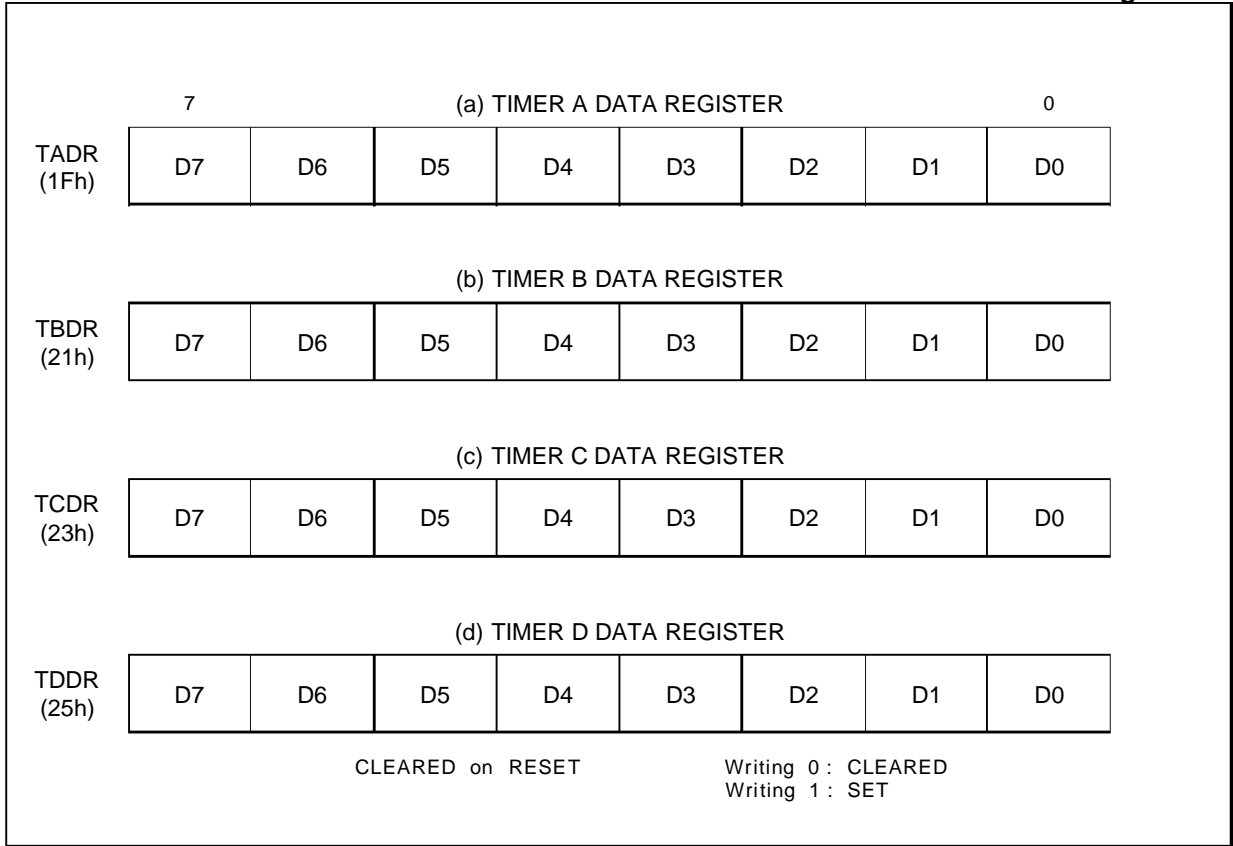 7 (a) TIMER A DATA REGISTER 0
TADR
(1Fh)
D7 D6 D5 D4 D3 D2 D1 D0
(b) TIMER B DATA REGISTER
TBDR
(21h)
D7 D6 D5 D4 D3 D2 D1 D0
(c) TIMER C DATA REGISTER
TCDR
(23h)
D7 D6 D5 D4 D3 D2 D1 D0
(d) TIMER D DATA REGISTER
TDDR
(25h)
D7 D6 D5 D4 D3 D2 D1 D0
CLEARED on RESET Writing 0 : CLEARED
Writing 1 : SET